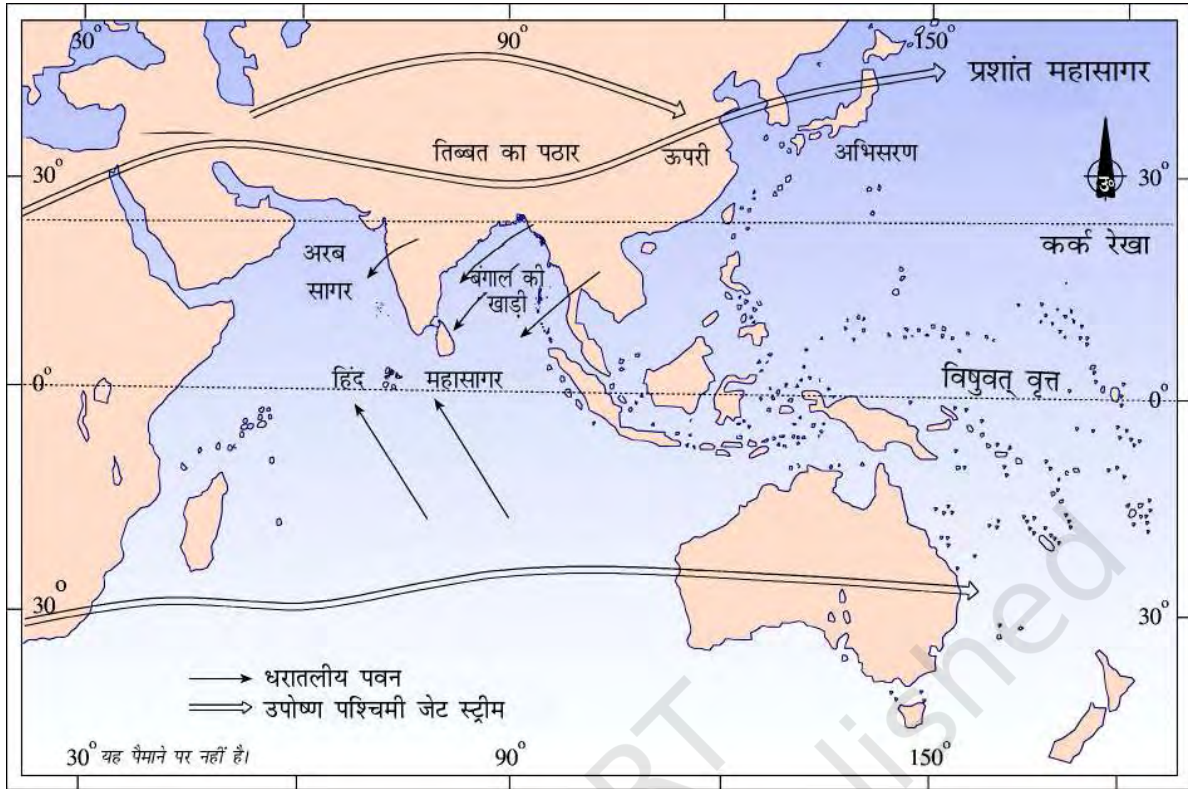 30°
90°
150°
प्रशांत महासागर
तिब्बत का पठार
ऊपरी
अभिसरण
30°
उ॰
30°
कर्क रेखा
अरब
सागर
बंगाल की
खाड़ी
0°
हिंद
महासागर
विषुवत् वृत्त
0°
30°
30°
धरातलीय पवन
उपोष्ण पश्चिमी जेट स्ट्रीम
30°
यह पैमाने पर नहीं है।
90°
150°